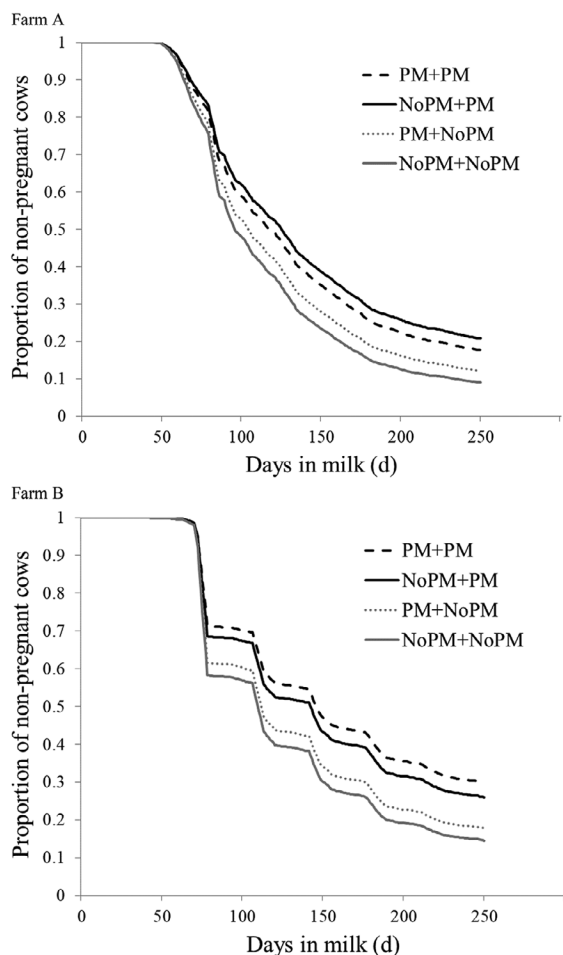 Farm A
Proportion of non-pregnant cows
1
0.9
0.8
0.7
0.6
0.5
0.4
0.3
0.2
0.1
0
0 50 100 150 200 250
Days in milk (d)
PM+PM
NoPM+PM
PM+NoPM
NoPM+NoPM
Farm B
Proportion of non-pregnant cows
1
0.9
0.8
0.7
0.6
0.5
0.4
0.3
0.2
0.1
0
0 50 100 150 200 250
Days in milk (d)
PM+PM
NoPM+PM
PM+NoPM
NoPM+NoPM